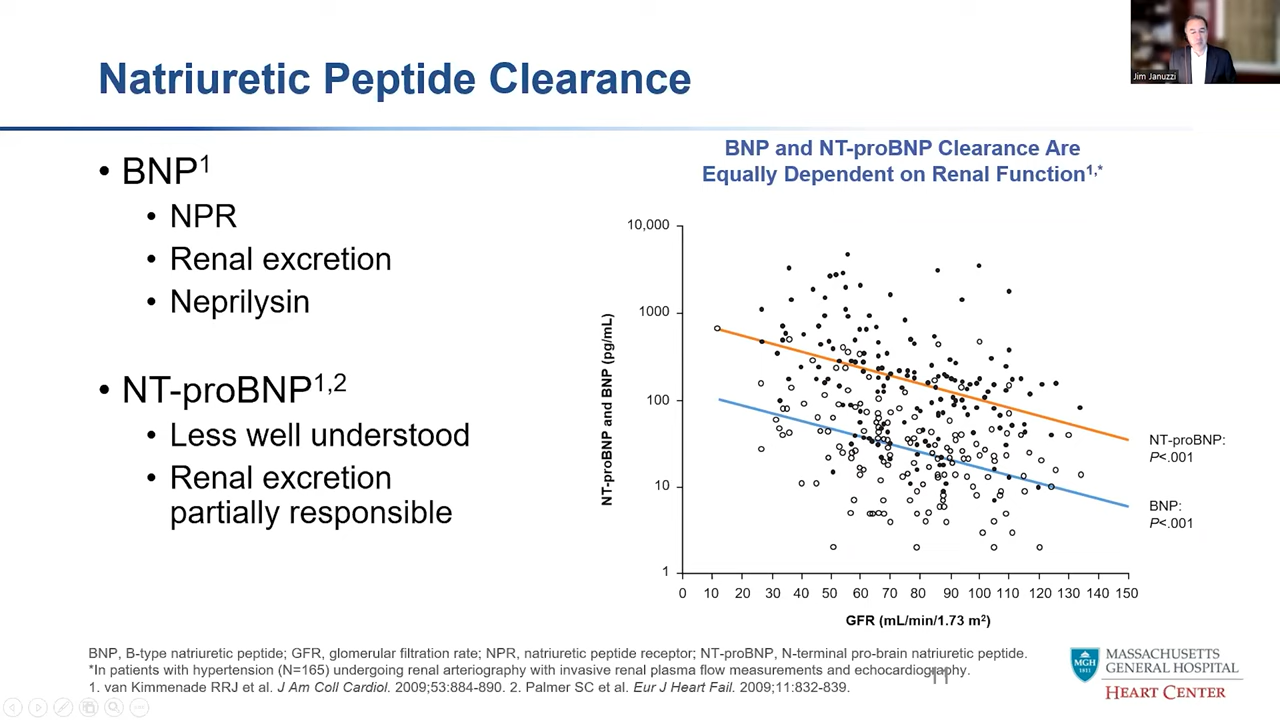 Jim Januzzi
Natriuretic Peptide Clearance
• BNP1
• NPR
• Renal excretion
• Neprilysin
• NT-proBNP1,2
• Less well understood
• Renal excretion
partially responsible
BNP and NT-proBNP Clearance Are
Equally Dependent on Renal Function1,*
NT-proBNP and BNP (pg/mL)
10,000
1000
100
10
1
0 10 20 30 40 50 60 70 80 90 100 110 120 130 140 150
GFR (mL/min/1.73 m2)
NT-proBNP:
P<.001
BNP:
P<.001
BNP, B-type natriuretic peptide; GFR, glomerular filtration rate; NPR, natriuretic peptide receptor; NT-proBNP, N-terminal pro-brain natriuretic peptide.
*In patients with hypertension (N=165) undergoing renal arteriography with invasive renal plasma flow measurements and echocardiography.
1. van Kimmenade RRJ et al. J Am Coll Cardiol. 2009;53:884-890. 2. Palmer SC et al. Eur J Heart Fail. 2009;11:832-839.
11
MGH
1811
MASSACHUSETTS
GENERAL HOSPITAL
HEART CENTER